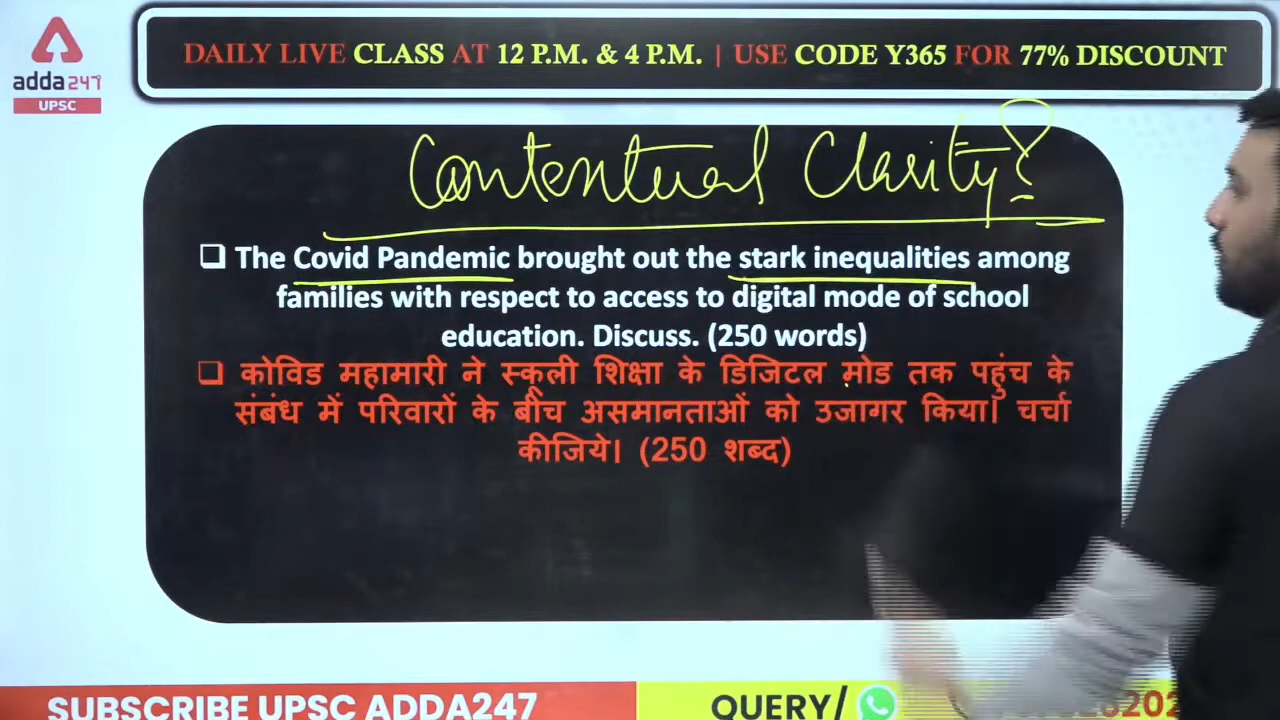 DAILY LIVE CLASS AT 12 P.M. & 4 P.M. | USE CODE Y365 FOR 77% DISCOUNT
adda247
UPSC
Contentual Clarity?
❑ The Covid Pandemic brought out the stark inequalities among
families with respect to access to digital mode of school
education. Discuss. (250 words)
❑ कोविड महामारी ने स्कूली शिक्षा के डिजिटल मोड तक पहुंच के
संबंध में परिवारों के बीच असमानताओं को उजागर किया। चर्चा
कीजिये। (250 शब्द)
SUBSCRIBE UPSC ADDA247
QUERY/